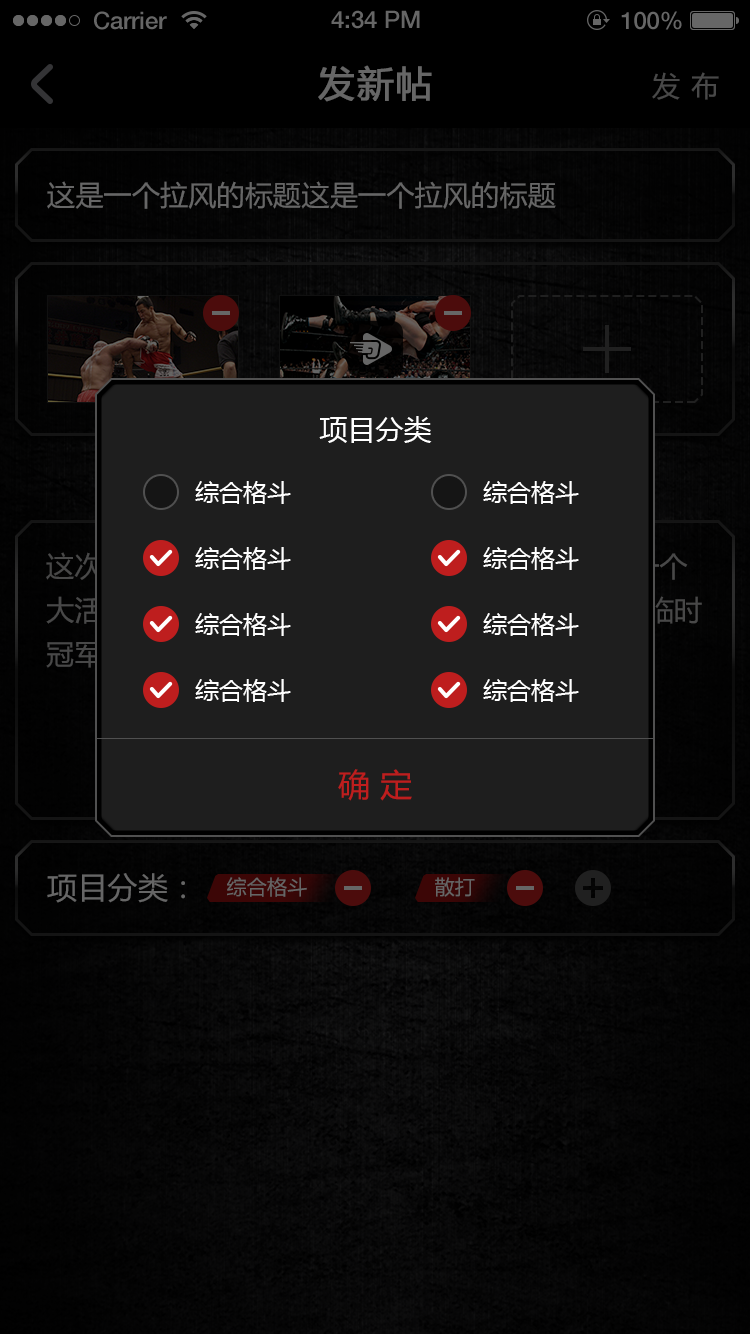 Carrier 4:34 PM 100%
发新帖 发 布
这是一个拉风的标题这是一个拉风的标题
项目分类
综合格斗 综合格斗
综合格斗 综合格斗
综合格斗 综合格斗
综合格斗 综合格斗
确 定
这次 一个
大活 临时
冠军
项目分类： 综合格斗 散打